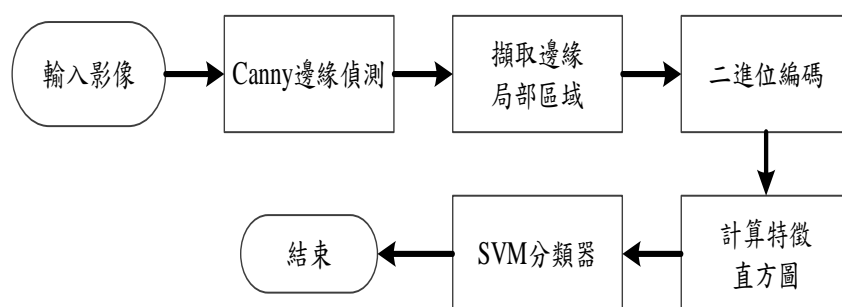 輸入影像
Canny邊緣偵測
擷取邊緣
局部區域
二進位編碼
計算特徵
直方圖
SVM分類器
結束